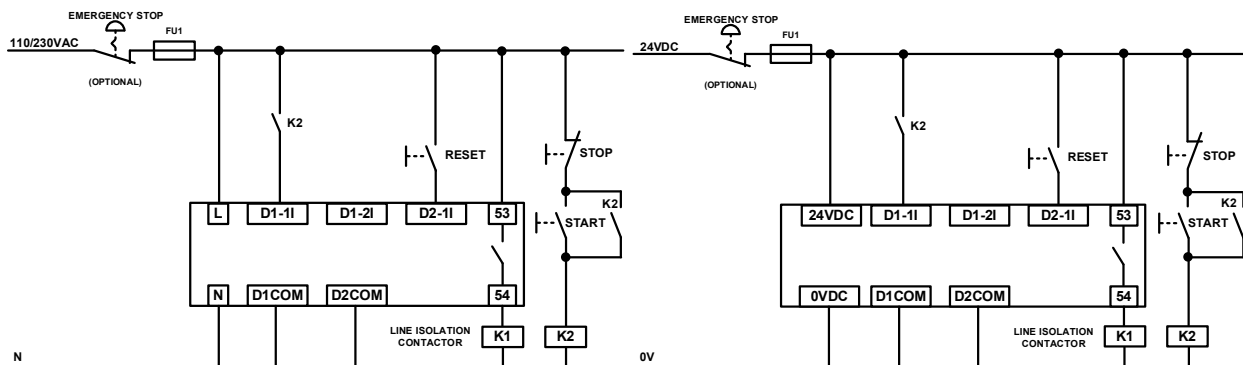 EMERGENCY STOP
FU1
110/230VAC
(OPTIONAL)
K2
RESET
STOP
K2
START
L
D1-1I
D1-2I
D2-1I
53
N
D1COM
D2COM
54
LINE ISOLATION
CONTACTOR
K1
K2
N
EMERGENCY STOP
FU1
24VDC
(OPTIONAL)
K2
RESET
STOP
K2
START
24VDC
D1-1I
D1-2I
D2-1I
53
0VDC
D1COM
D2COM
54
LINE ISOLATION
CONTACTOR
K1
K2
0V